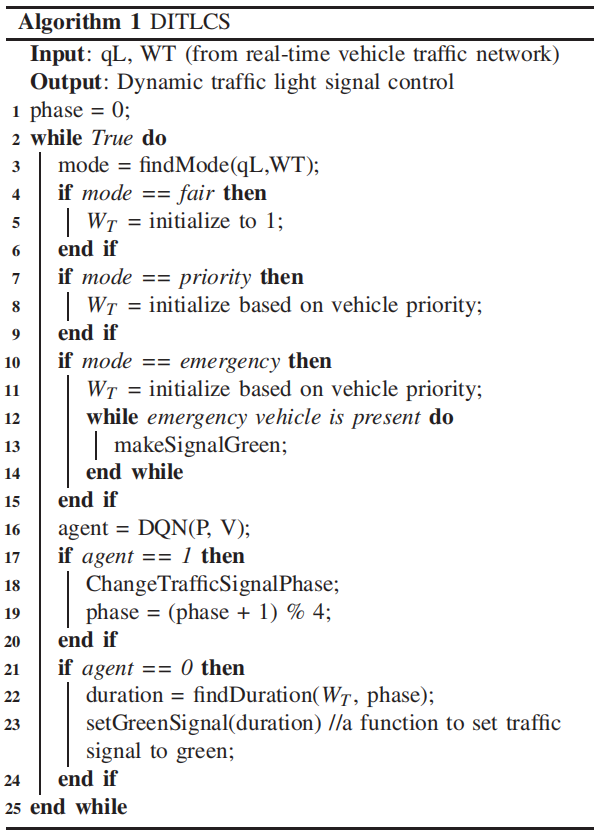 Algorithm 1 DITLCS
Input: qL, WT (from real-time vehicle traffic network)
Output: Dynamic traffic light signal control
1 phase = 0;
2 while True do
3 mode = findMode(qL,WT);
4 if mode == fair then
5 W_T = initialize to 1;
6 end if
7 if mode == priority then
8 W_T = initialize based on vehicle priority;
9 end if
10 if mode == emergency then
11 W_T = initialize based on vehicle priority;
12 while emergency vehicle is present do
13 makeSignalGreen;
14 end while
15 end if
16 agent = DQN(P, V);
17 if agent == 1 then
18 ChangeTrafficSignalPhase;
19 phase = (phase + 1) % 4;
20 end if
21 if agent == 0 then
22 duration = findDuration(W_T, phase);
23 setGreenSignal(duration) //a function to set traffic
signal to green;
24 end if
25 end while